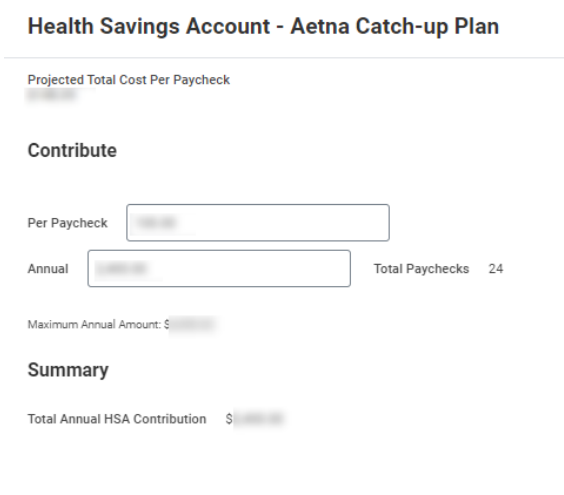 Health Savings Account - Aetna Catch-up Plan
Projected Total Cost Per Paycheck
Contribute
Per Paycheck
Annual Total Paychecks 24
Maximum Annual Amount: $
Summary
Total Annual HSA Contribution $